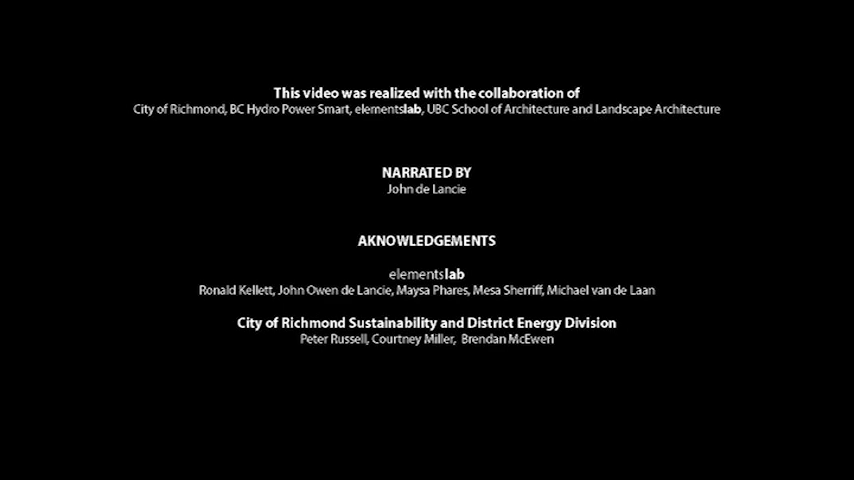 This video was realized with the collaboration of
City of Richmond, BC Hydro Power Smart, elementslab, UBC School of Architecture and Landscape Architecture
NARRATED BY
John de Lancie
AKNOWLEDGEMENTS
elementslab
Ronald Kellett, John Owen de Lancie, Maysa Phares, Mesa Sherriff, Michael van de Laan
City of Richmond Sustainability and District Energy Division
Peter Russell, Courtney Miller, Brendan McEwen